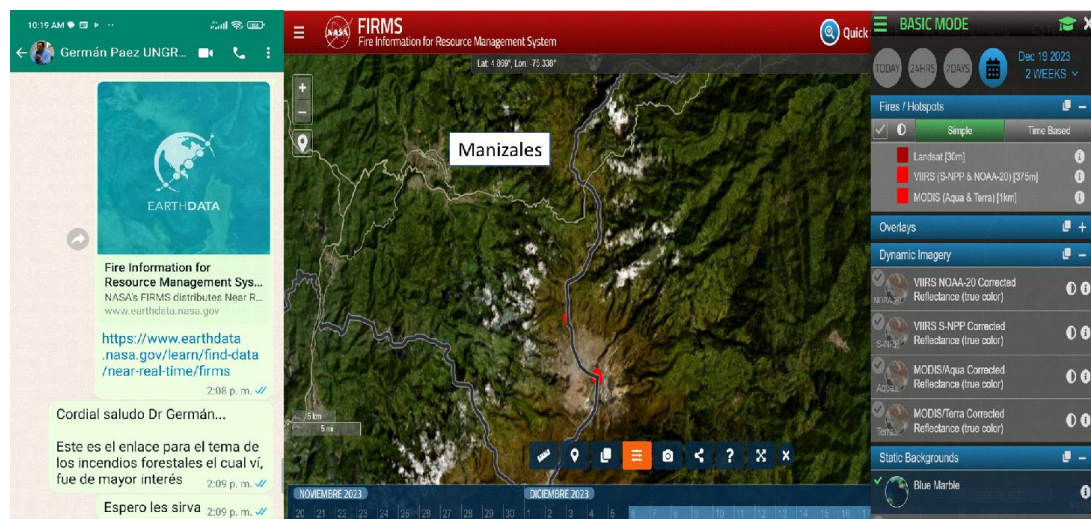 10:19 AM
Germán Paez UNGR...
EARTHDATA
Fire Information for
Resource Management Sys...
NASA's FIRMS distributes Near R...
www.earthdata.nasa.gov
https://www.earthdata
.nasa.gov/learn/find-data
/near-real-time/firms
2:08 p. m.
Cordial saludo Dr Germán...
Este es el enlace para el tema de
los incendios forestales el cual ví,
fue de mayor interés
2:09 p. m.
Espero les sirva
2:09 p. m.
NASA
FIRMS
Fire Information for Resource Management System
Quick
Lat: 4.869°, Lon: -75.338°
+
−
Manizales
5 km
5 mi
NOVIEMBRE 2023
DICIEMBRE 2023
20 21 22 23 24 25 26 27 28 29 30 1 2 3 4 5 6 7 8 9 10 11 12 13 14 15 16 17
BASIC MODE
TODAY
24HRS
7DAYS
Dec 19 2023
2 WEEKS
Fires / Hotspots
Simple
Time Based
Landsat [30m]
VIIRS (S-NPP & NOAA-20) [375m]
MODIS (Aqua & Terra) [1km]
Overlays
Dynamic Imagery
NOAA-20
VIIRS NOAA-20 Corrected
Reflectance (true color)
S-NPP
VIIRS S-NPP Corrected
Reflectance (true color)
Aqua
MODIS/Aqua Corrected
Reflectance (true color)
Terra
MODIS/Terra Corrected
Reflectance (true color)
Static Backgrounds
Blue Marble